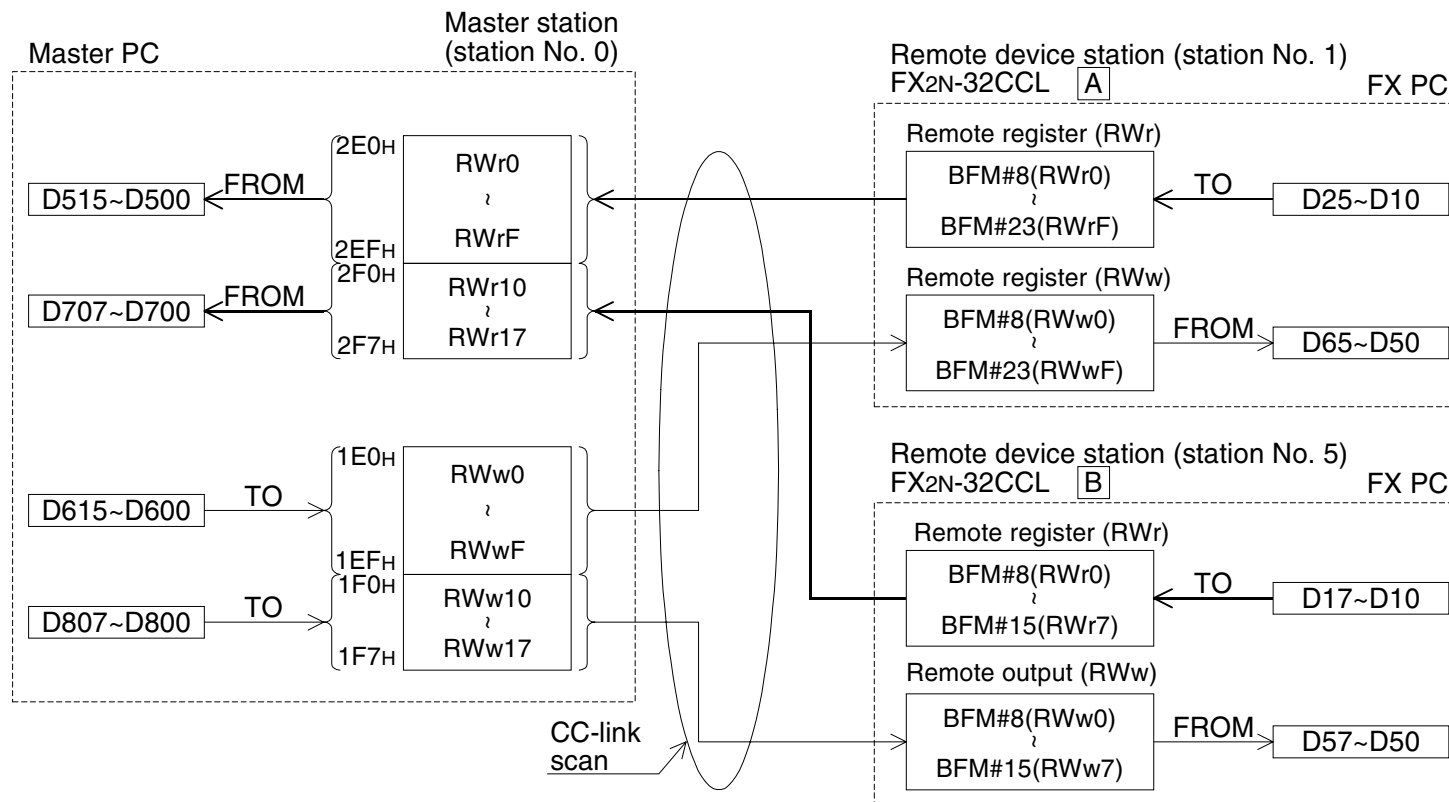 Master PC
Master station
(station No. 0)
D515~D500
FROM
2E0H
2EFH
RWr0
~
RWrF
D707~D700
FROM
2F0H
2F7H
RWr10
~
RWr17
D615~D600
TO
1E0H
1EFH
RWw0
~
RWwF
D807~D800
TO
1F0H
1F7H
RWw10
~
RWw17
CC-link
scan
Remote device station (station No. 1)
FX2N-32CCL A FX PC
Remote register (RWr)
BFM#8(RWr0)
~
BFM#23(RWrF)
TO
D25~D10
Remote register (RWw)
BFM#8(RWw0)
~
BFM#23(RWwF)
FROM
D65~D50
Remote device station (station No. 5)
FX2N-32CCL B FX PC
Remote register (RWr)
BFM#8(RWr0)
~
BFM#15(RWr7)
TO
D17~D10
Remote output (RWw)
BFM#8(RWw0)
~
BFM#15(RWw7)
FROM
D57~D50